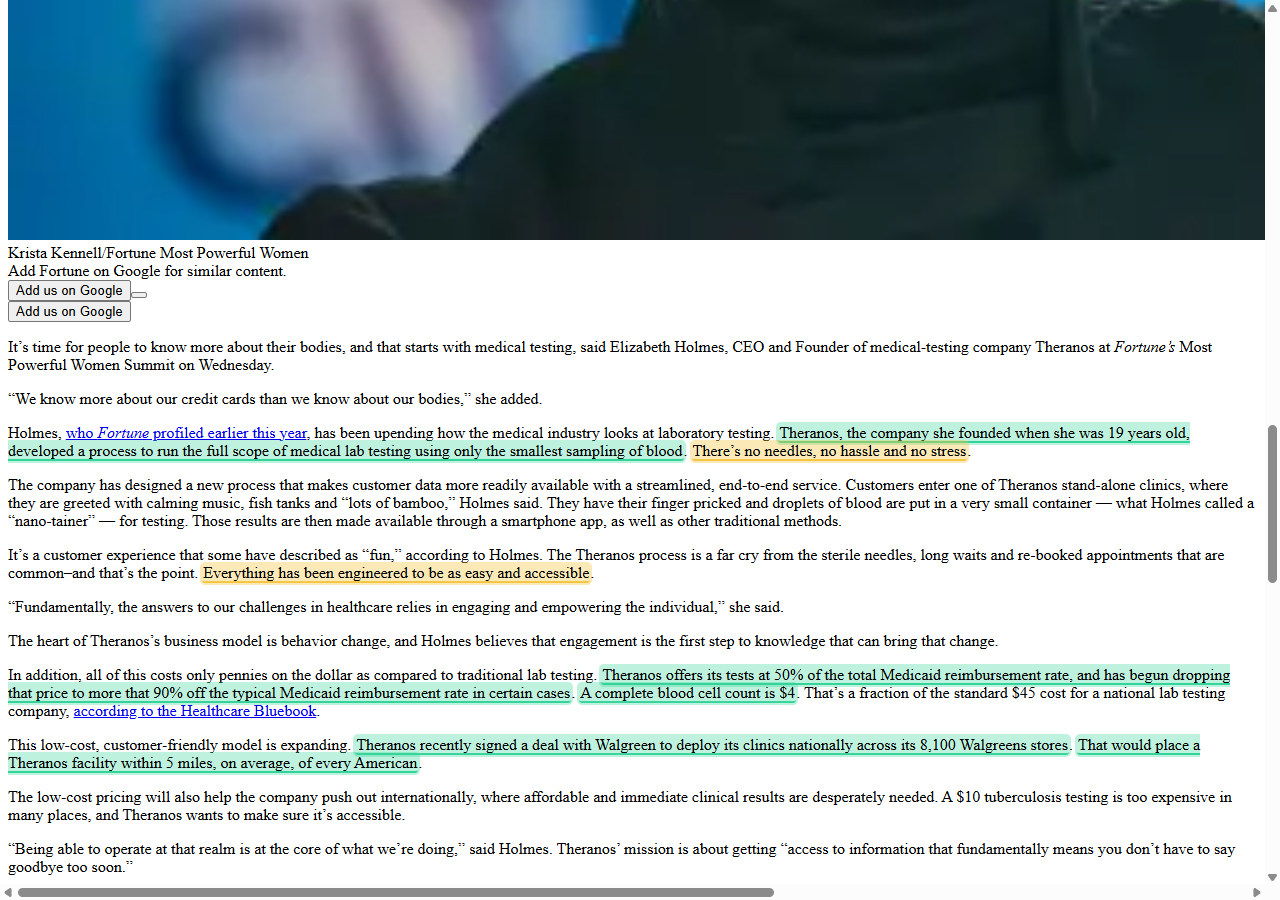 Krista Kennell/Fortune Most Powerful Women
Add Fortune on Google for similar content.
Add us on Google
Add us on Google
It’s time for people to know more about their bodies, and that starts with medical testing, said Elizabeth Holmes, CEO and Founder of medical-testing company Theranos at Fortune’s Most
Powerful Women Summit on Wednesday.
“We know more about our credit cards than we know about our bodies,” she added.
Holmes, who Fortune profiled earlier this year, has been upending how the medical industry looks at laboratory testing. Theranos, the company she founded when she was 19 years old,
developed a process to run the full scope of medical lab testing using only the smallest sampling of blood. There’s no needles, no hassle and no stress.
The company has designed a new process that makes customer data more readily available with a streamlined, end-to-end service. Customers enter one of Theranos stand-alone clinics, where
they are greeted with calming music, fish tanks and “lots of bamboo,” Holmes said. They have their finger pricked and droplets of blood are put in a very small container — what Holmes called a
“nano-tainer” — for testing. Those results are then made available through a smartphone app, as well as other traditional methods.
It’s a customer experience that some have described as “fun,” according to Holmes. The Theranos process is a far cry from the sterile needles, long waits and re-booked appointments that are
common–and that’s the point. Everything has been engineered to be as easy and accessible.
“Fundamentally, the answers to our challenges in healthcare relies in engaging and empowering the individual,” she said.
The heart of Theranos’s business model is behavior change, and Holmes believes that engagement is the first step to knowledge that can bring that change.
In addition, all of this costs only pennies on the dollar as compared to traditional lab testing. Theranos offers its tests at 50% of the total Medicaid reimbursement rate, and has begun dropping
that price to more that 90% off the typical Medicaid reimbursement rate in certain cases. A complete blood cell count is $4. That’s a fraction of the standard $45 cost for a national lab testing
company, according to the Healthcare Bluebook.
This low-cost, customer-friendly model is expanding. Theranos recently signed a deal with Walgreen to deploy its clinics nationally across its 8,100 Walgreens stores. That would place a
Theranos facility within 5 miles, on average, of every American.
The low-cost pricing will also help the company push out internationally, where affordable and immediate clinical results are desperately needed. A $10 tuberculosis testing is too expensive in
many places, and Theranos wants to make sure it’s accessible.
“Being able to operate at that realm is at the core of what we’re doing,” said Holmes. Theranos’ mission is about getting “access to information that fundamentally means you don’t have to say
goodbye too soon.”